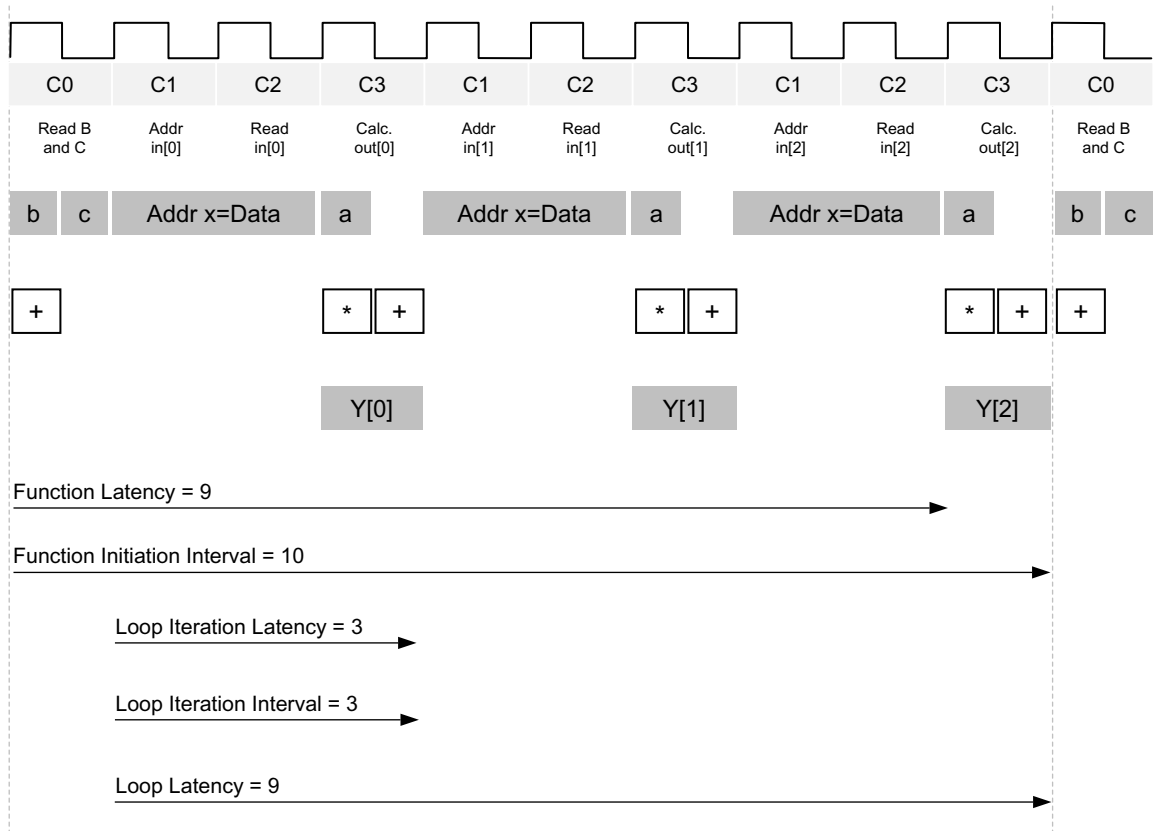 C0 C1 C2 C3 C1 C2 C3 C1 C2 C3 C0
Read B Addr Read Calc. Addr Read Calc. Addr Read Calc. Read B
and C in[0] in[0] out[0] in[1] in[1] out[1] in[2] in[2] out[2] and C
b c Addr x=Data a Addr x=Data a Addr x=Data a b c
+ * + * + * + +
Y[0] Y[1] Y[2]
Function Latency = 9
Function Initiation Interval = 10
Loop Iteration Latency = 3
Loop Iteration Interval = 3
Loop Latency = 9